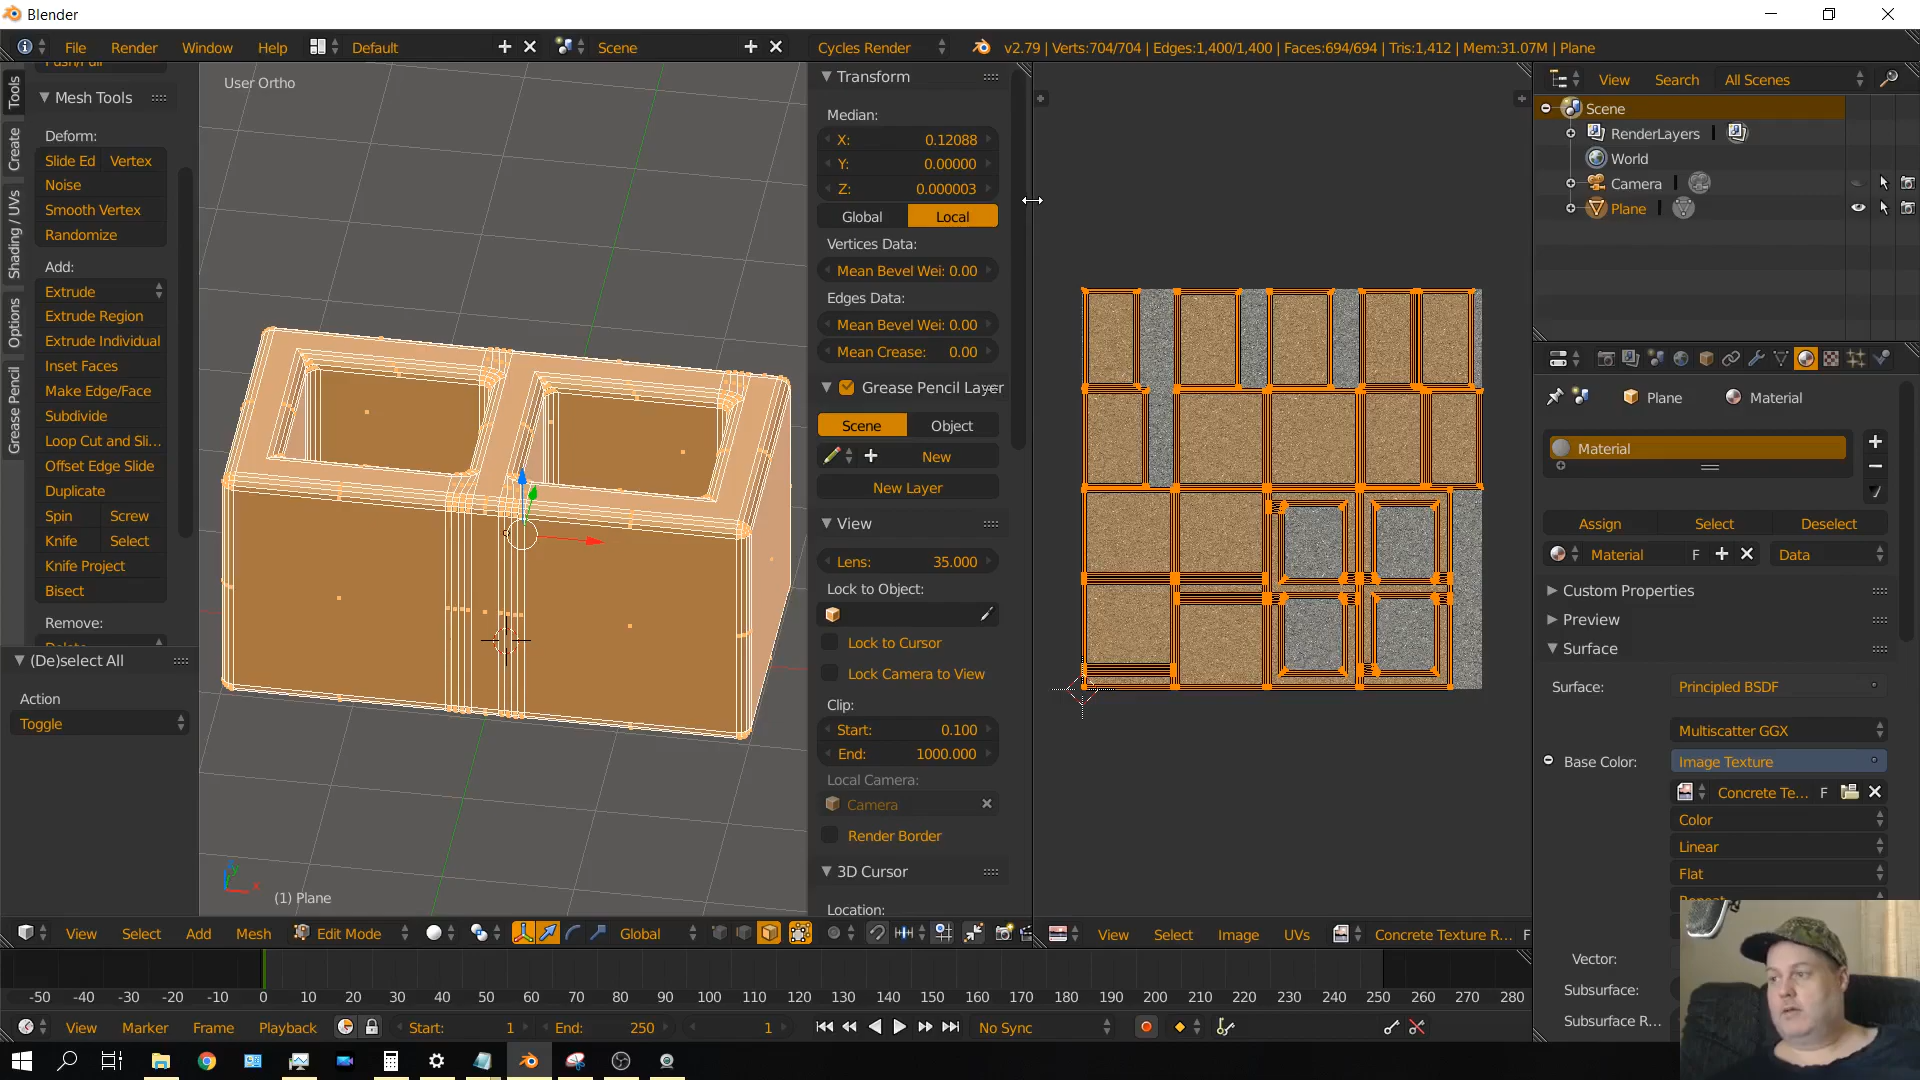 Blender
File Render Window Help Default Scene Cycles Render v2.79 | Verts:704/704 | Edges:1,400/1,400 | Faces:694/694 | Tris:1,412 | Mem:31.07M | Plane
Tools
Create
Shading / UVs
Options
Grease Pencil
Mesh Tools
Deform:
Slide Ed Vertex
Noise
Smooth Vertex
Randomize
Add:
Extrude
Extrude Region
Extrude Individual
Inset Faces
Make Edge/Face
Subdivide
Loop Cut and Sli...
Offset Edge Slide
Duplicate
Spin Screw
Knife Select
Knife Project
Bisect
Remove:
(De)select All
Action
Toggle
User Ortho
(1) Plane
Transform
Median:
X: 0.12088
Y: 0.00000
Z: 0.000003
Global Local
Vertices Data:
Mean Bevel Wei: 0.00
Edges Data:
Mean Bevel Wei: 0.00
Mean Crease: 0.00
Grease Pencil Layer
Scene Object
New
New Layer
View
Lens: 35.000
Lock to Object:
Lock to Cursor
Lock Camera to View
Clip:
Start: 0.100
End: 1000.000
Local Camera:
Camera
Render Border
3D Cursor
Location:
View Search All Scenes
Scene
RenderLayers
World
Camera
Plane
Plane Material
Material
Assign Select Deselect
Material F Data
Custom Properties
Preview
Surface
Surface: Principled BSDF
Multiscatter GGX
Base Color: Image Texture
Concrete Te... F
Color
Linear
Flat
Vector:
Subsurface:
Subsurface R...
View Select Add Mesh Edit Mode Global
View Select Image UVs Concrete Texture R... F
-50 -40 -30 -20 -10 0 10 20 30 40 50 60 70 80 90 100 110 120 130 140 150 160 170 180 190 200 210 220 230 240 250 260 270 280
View Marker Frame Playback Start: 1 End: 250 1 No Sync